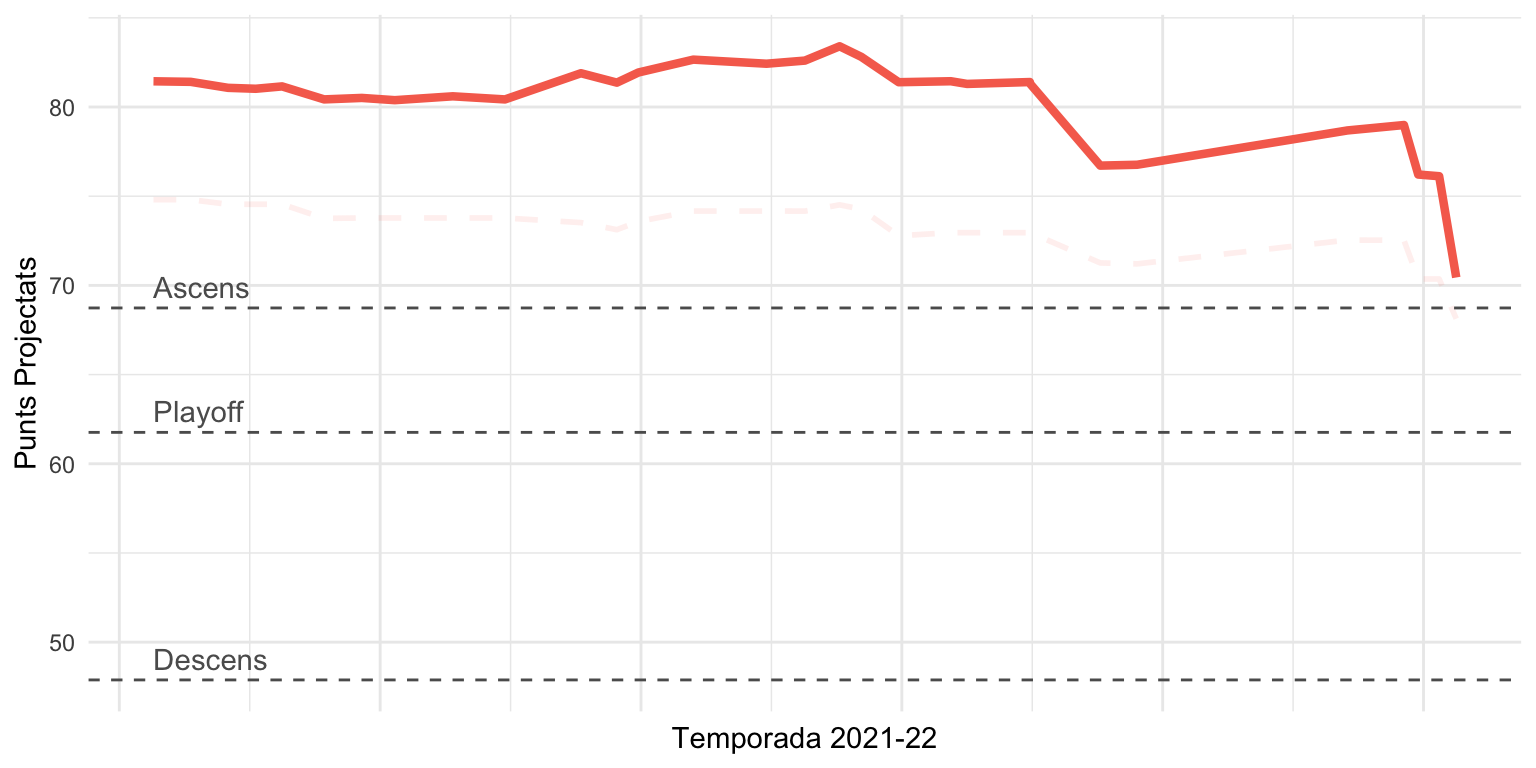 Punts Projectats
80
70
60
50
Ascens
Playoff
Descens
Temporada 2021-22